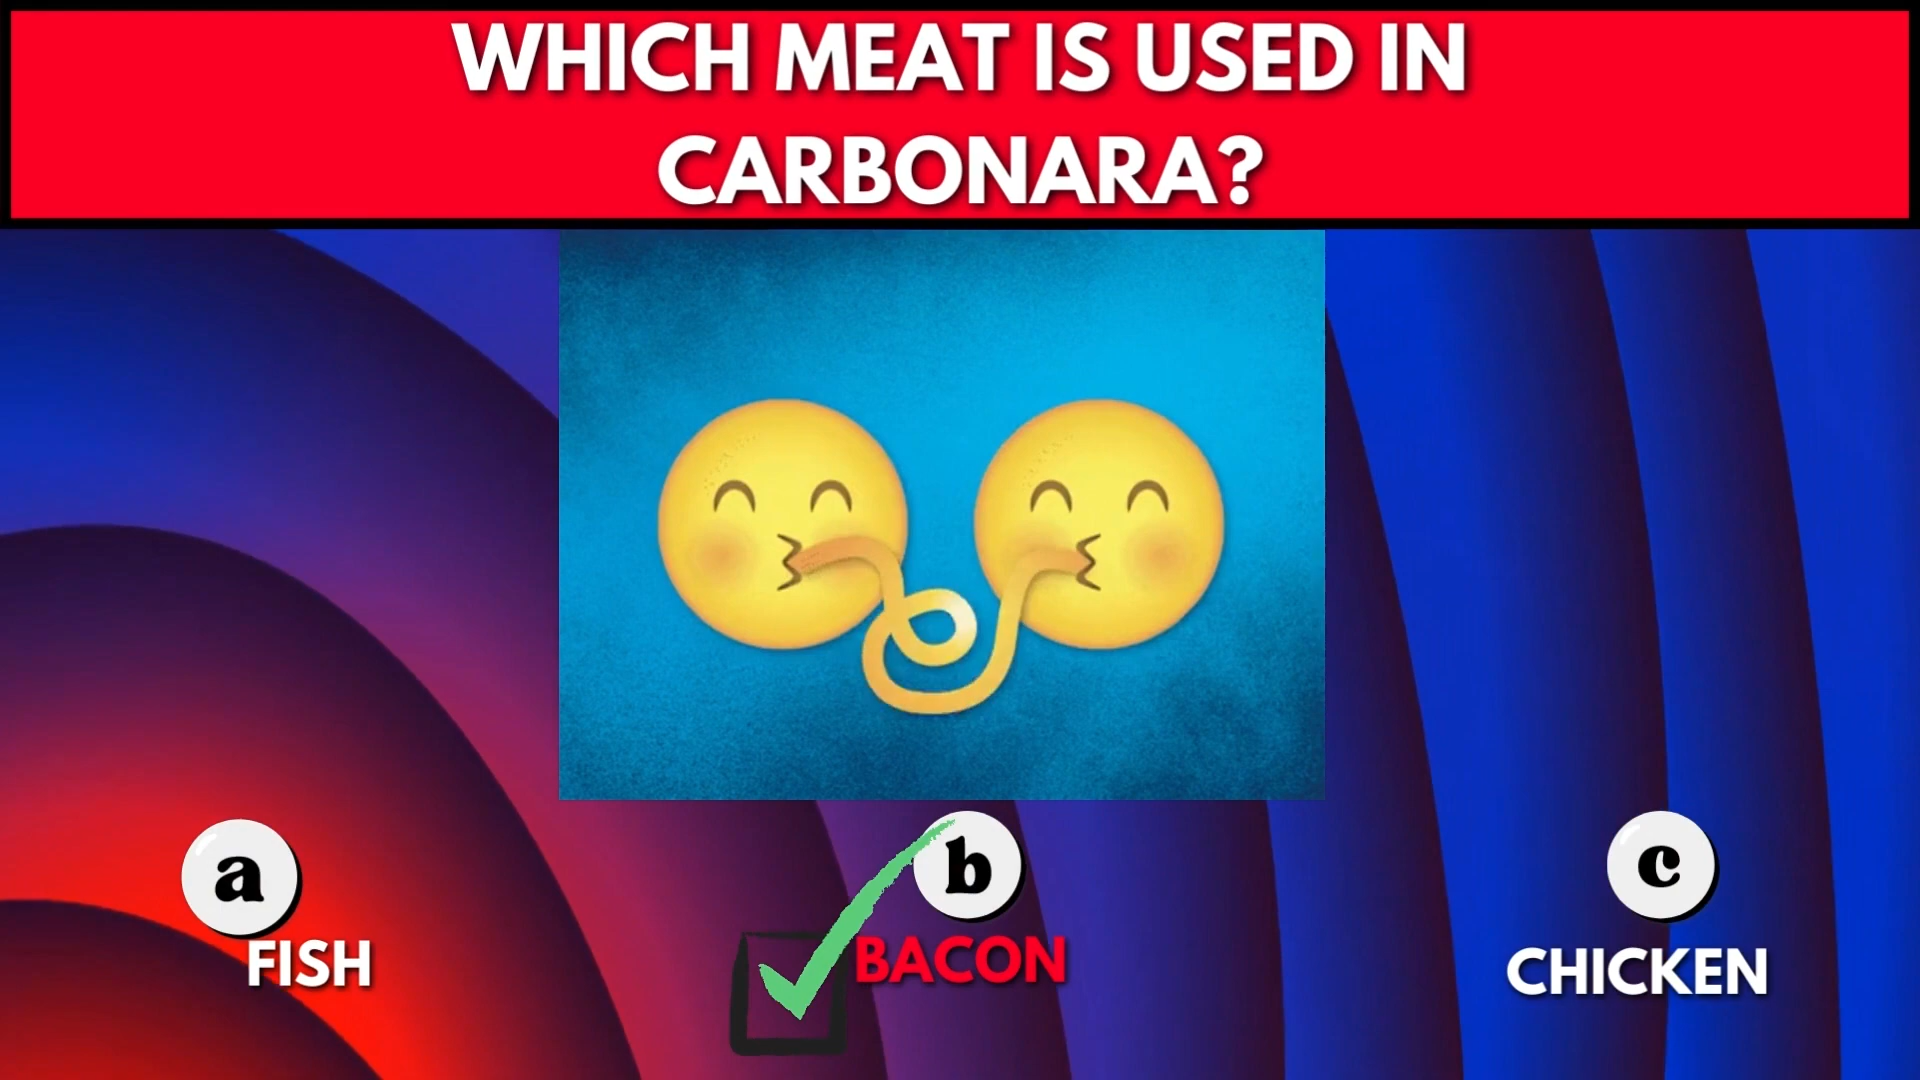 WHICH MEAT IS USED IN
CARBONARA?
a
FISH
b
BACON
c
CHICKEN